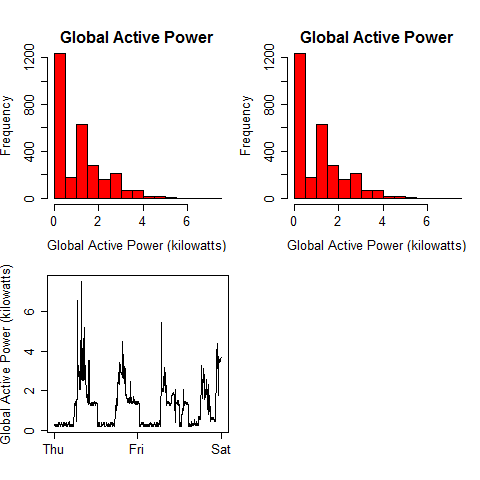 Global Active Power
Frequency
1200
800
400
0
0 2 4 6
Global Active Power (kilowatts)
Global Active Power
Frequency
1200
800
400
0
0 2 4 6
Global Active Power (kilowatts)
Global Active Power (kilowatts)
6
4
2
0
Thu Fri Sat